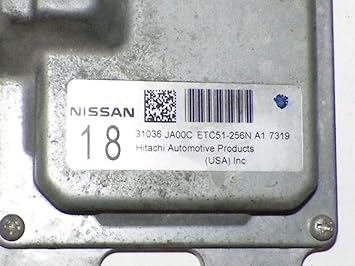 NISSAN
18
31036 JA00C ETC51-256N A1 7319
Hitachi Automotive Products
(USA).Inc